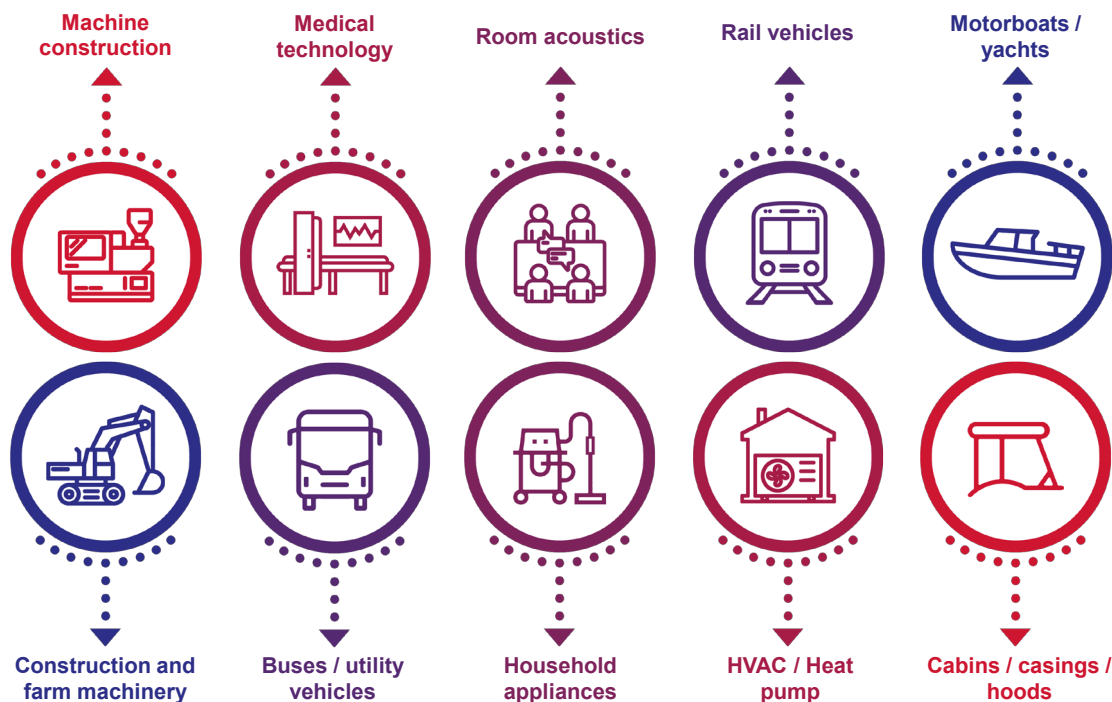 Machine
construction
Medical
technology
Room acoustics
Rail vehicles
Motorboats /
yachts
Construction and
farm machinery
Buses / utility
vehicles
Household
appliances
HVAC / Heat
pump
Cabins / casings /
hoods